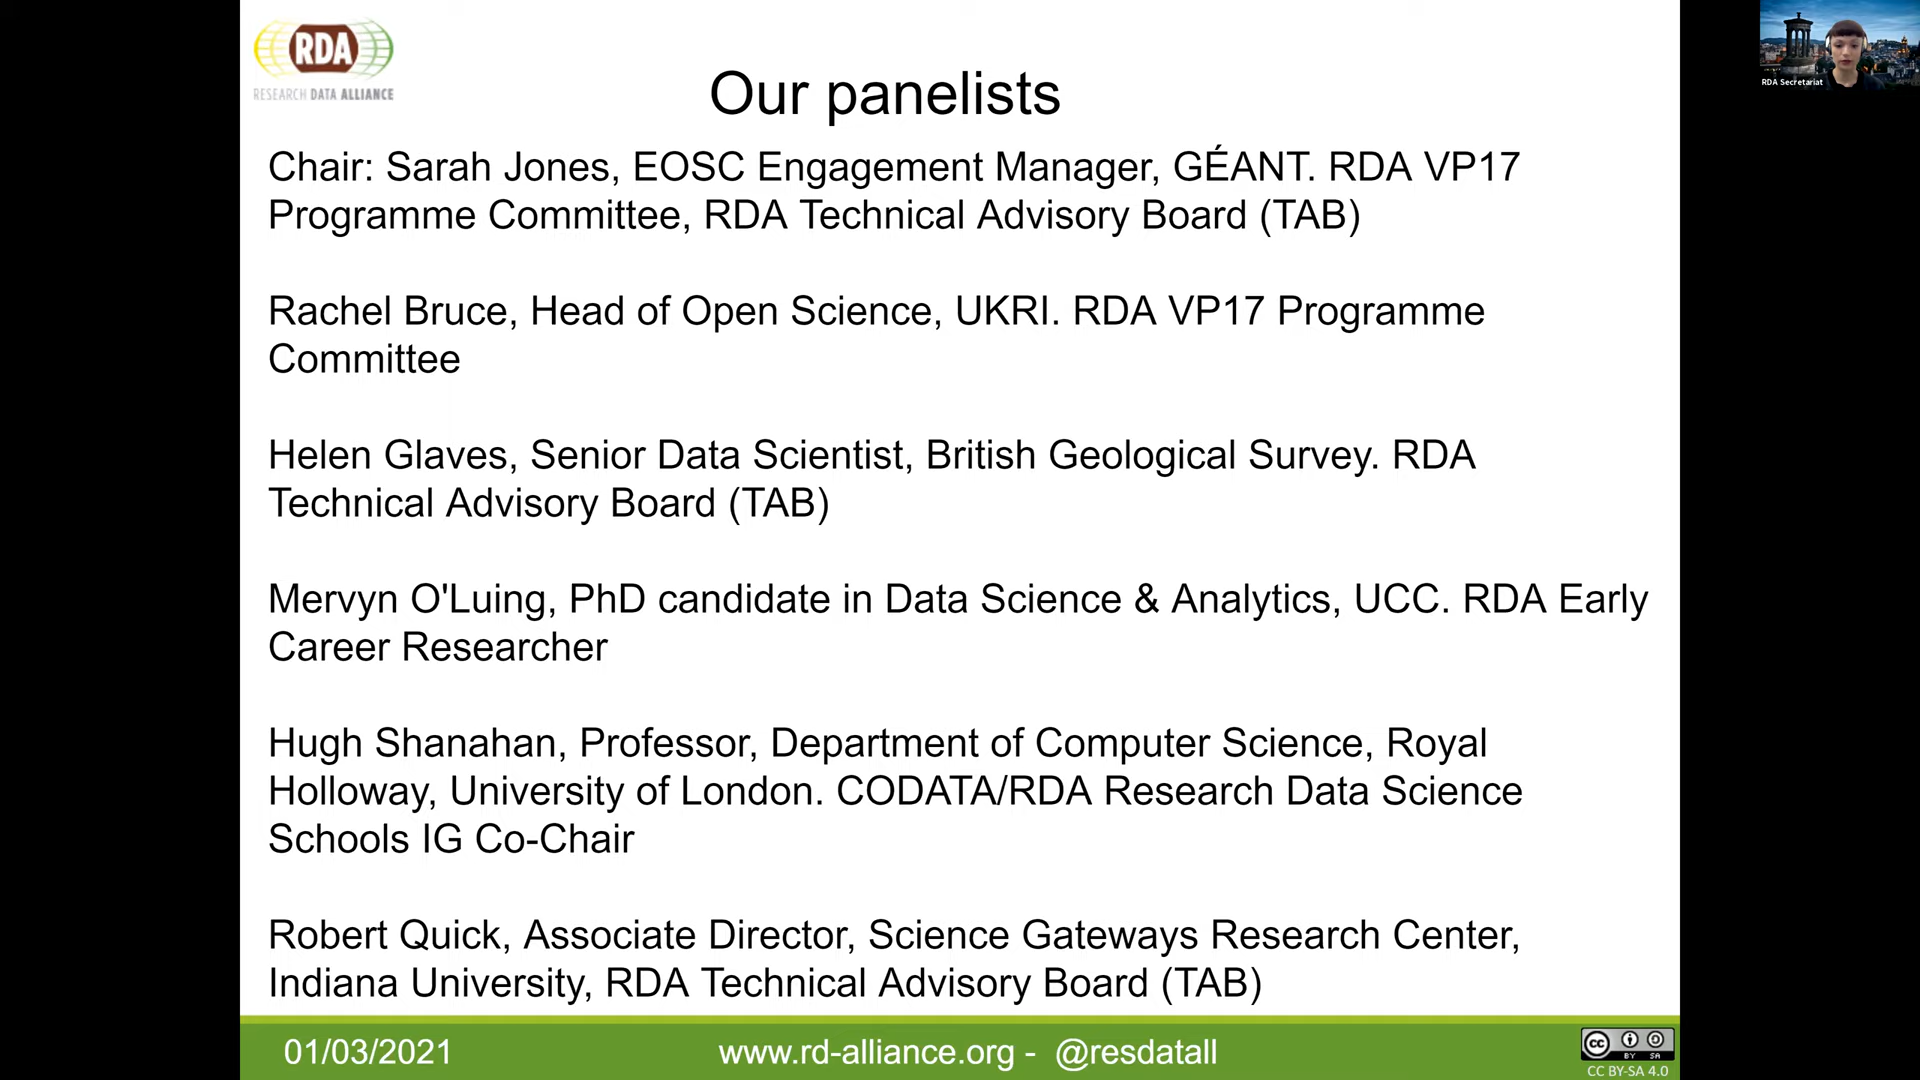 RDA
RESEARCH DATA ALLIANCE
RDA Secretariat
Our panelists
Chair: Sarah Jones, EOSC Engagement Manager, GÉANT. RDA VP17
Programme Committee, RDA Technical Advisory Board (TAB)
Rachel Bruce, Head of Open Science, UKRI. RDA VP17 Programme
Committee
Helen Glaves, Senior Data Scientist, British Geological Survey. RDA
Technical Advisory Board (TAB)
Mervyn O'Luing, PhD candidate in Data Science & Analytics, UCC. RDA Early
Career Researcher
Hugh Shanahan, Professor, Department of Computer Science, Royal
Holloway, University of London. CODATA/RDA Research Data Science
Schools IG Co-Chair
Robert Quick, Associate Director, Science Gateways Research Center,
Indiana University, RDA Technical Advisory Board (TAB)
01/03/2021
www.rd-alliance.org - @resdatall
cc BY SA
CC BY-SA 4.0